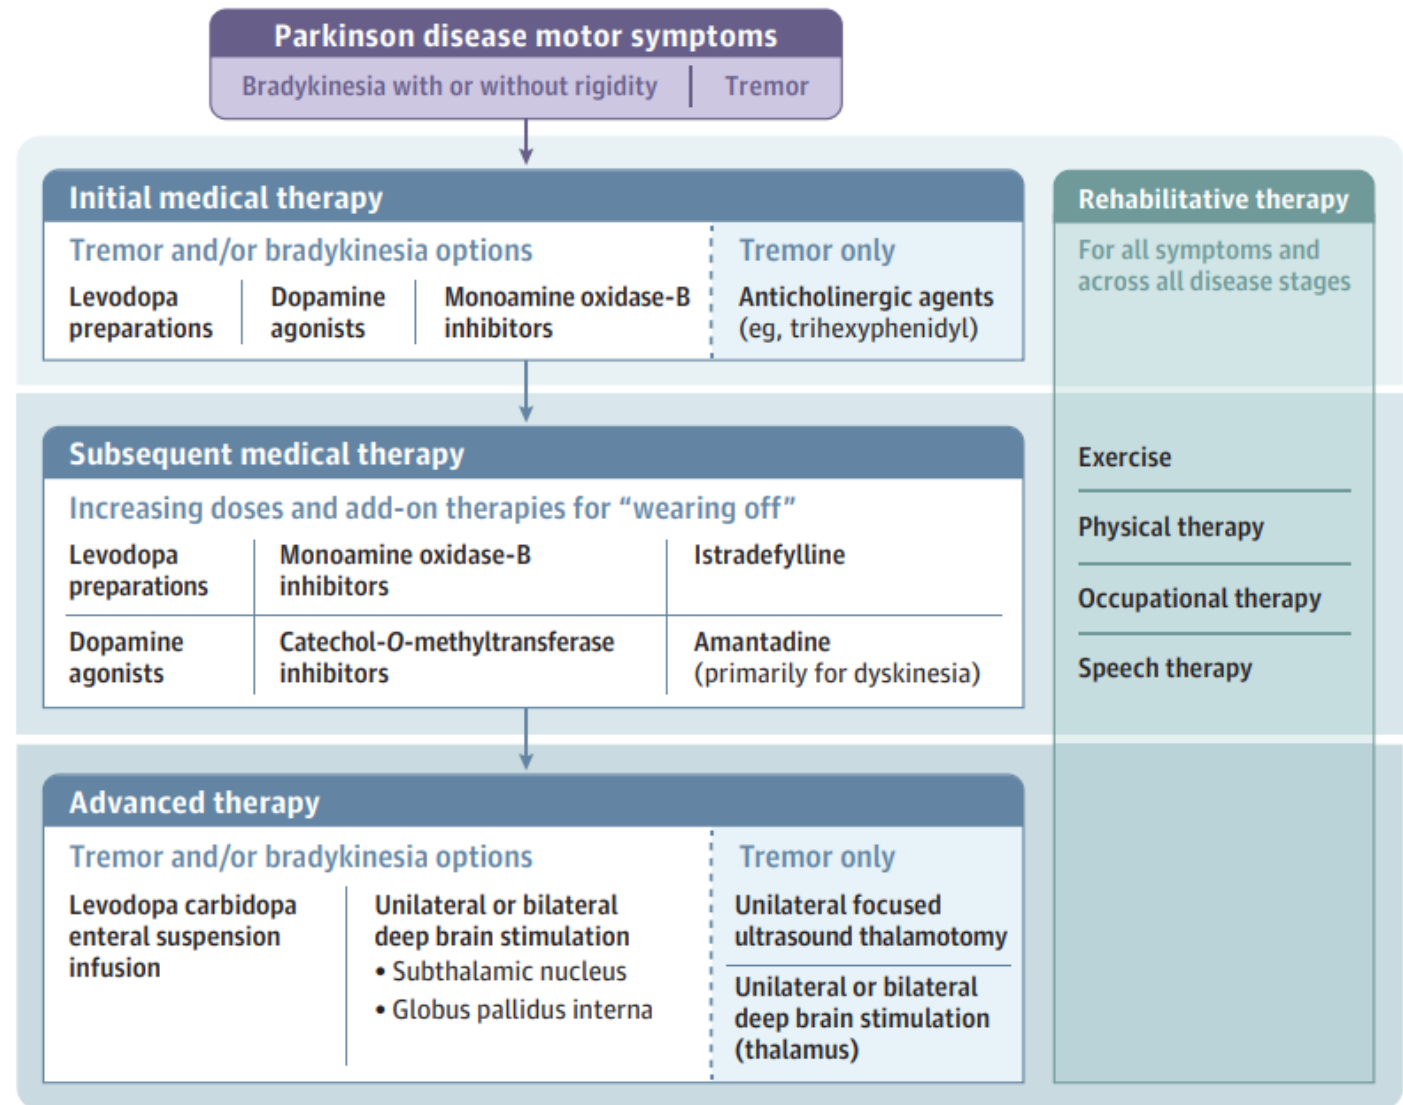 Parkinson disease motor symptoms
Bradykinesia with or without rigidity
Tremor
Initial medical therapy
Tremor and/or bradykinesia options
Levodopa
preparations
Dopamine
agonists
Monoamine oxidase-B
inhibitors
Tremor only
Anticholinergic agents
(eg, trihexyphenidyl)
Subsequent medical therapy
Increasing doses and add-on therapies for “wearing off”
Levodopa
preparations
Monoamine oxidase-B
inhibitors
Istradefylline
Dopamine
agonists
Catechol-O-methyltransferase
inhibitors
Amantadine
(primarily for dyskinesia)
Advanced therapy
Tremor and/or bradykinesia options
Levodopa carbidopa
enteral suspension
infusion
Unilateral or bilateral
deep brain stimulation
• Subthalamic nucleus
• Globus pallidus interna
Tremor only
Unilateral focused
ultrasound thalamotomy
Unilateral or bilateral
deep brain stimulation
(thalamus)
Rehabilitative therapy
For all symptoms and
across all disease stages
Exercise
Physical therapy
Occupational therapy
Speech therapy